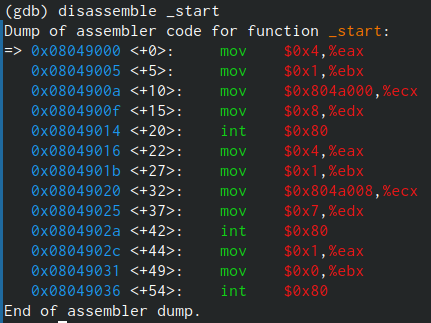 (gdb) disassemble _start
Dump of assembler code for function _start:
=> 0x08049000 <+0>:     mov    $0x4,%eax
   0x08049005 <+5>:     mov    $0x1,%ebx
   0x0804900a <+10>:    mov    $0x804a000,%ecx
   0x0804900f <+15>:    mov    $0x8,%edx
   0x08049014 <+20>:    int    $0x80
   0x08049016 <+22>:    mov    $0x4,%eax
   0x0804901b <+27>:    mov    $0x1,%ebx
   0x08049020 <+32>:    mov    $0x804a008,%ecx
   0x08049025 <+37>:    mov    $0x7,%edx
   0x0804902a <+42>:    int    $0x80
   0x0804902c <+44>:    mov    $0x1,%eax
   0x08049031 <+49>:    mov    $0x0,%ebx
   0x08049036 <+54>:    int    $0x80
End of assembler dump.